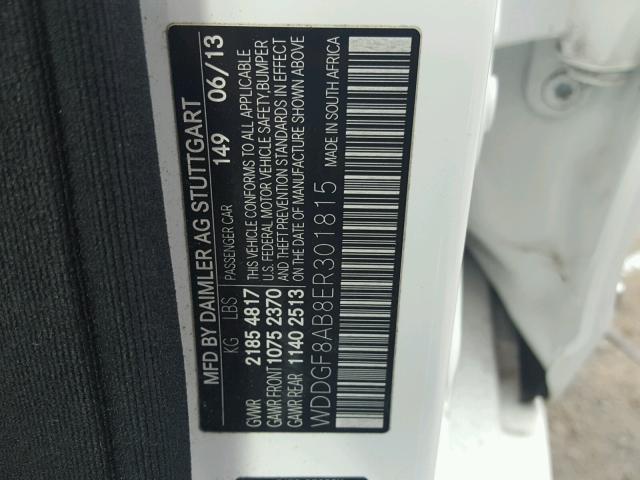 MFD BY DAIMLER AG STUTTGART
149 06/13
KG LBS PASSENGER CAR
GVWR 2185 4817
GAWR FRONT 1075 2370
GAWR REAR 1140 2513
THIS VEHICLE CONFORMS TO ALL APPLICABLE
U.S. FEDERAL MOTOR VEHICLE SAFETY,BUMPER
AND THEFT PREVENTION STANDARDS IN EFFECT
ON THE DATE OF MANUFACTURE SHOWN ABOVE
WDDGF8AB8ER301815
MADE IN SOUTH AFRICA